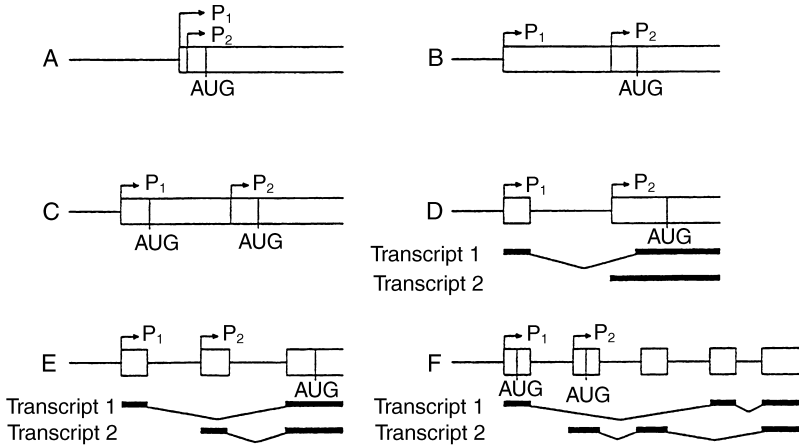 A
P1
P2
AUG
B
P1
P2
AUG
C
P1
P2
AUG
AUG
D
P1
P2
AUG
Transcript 1
Transcript 2
E
P1
P2
AUG
Transcript 1
Transcript 2
F
P1
P2
AUG
AUG
Transcript 1
Transcript 2